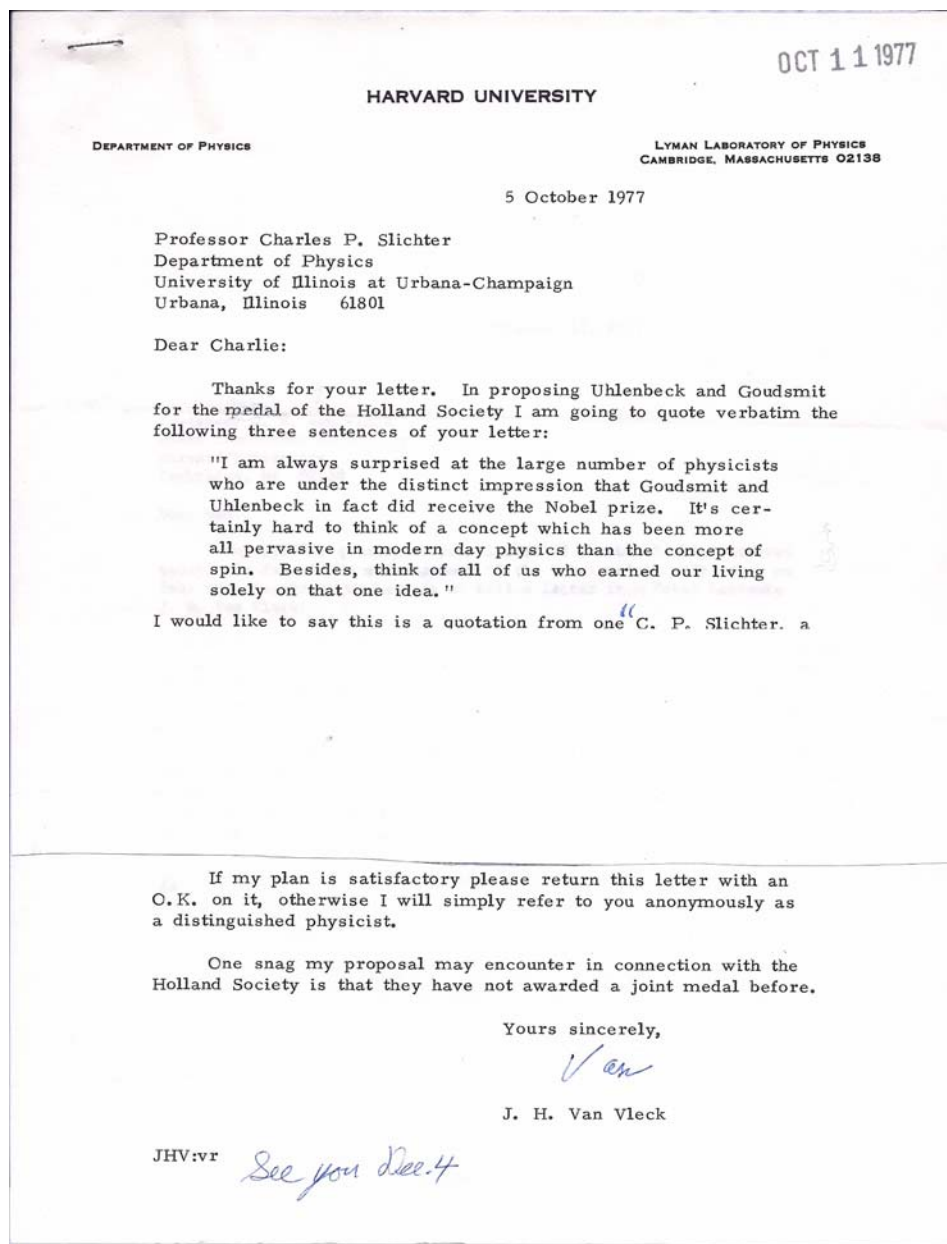 OCT 11 1977
HARVARD UNIVERSITY
DEPARTMENT OF PHYSICS
LYMAN LABORATORY OF PHYSICS
CAMBRIDGE, MASSACHUSETTS 02138
5 October 1977
Professor Charles P. Slichter
Department of Physics
University of Illinois at Urbana-Champaign
Urbana, Illinois 61801
Dear Charlie:
Thanks for your letter. In proposing Uhlenbeck and Goudsmit
for the medal of the Holland Society I am going to quote verbatim the
following three sentences of your letter:
"I am always surprised at the large number of physicists
who are under the distinct impression that Goudsmit and
Uhlenbeck in fact did receive the Nobel prize. It's cer-
tainly hard to think of a concept which has been more
all pervasive in modern day physics than the concept of
spin. Besides, think of all of us who earned our living
solely on that one idea."
I would like to say this is a quotation from one "C. P. Slichter, a
If my plan is satisfactory please return this letter with an
O.K. on it, otherwise I will simply refer to you anonymously as
a distinguished physicist.
One snag my proposal may encounter in connection with the
Holland Society is that they have not awarded a joint medal before.
Yours sincerely,
Van
J. H. Van Vleck
JHV:vr
See you Dec. 4